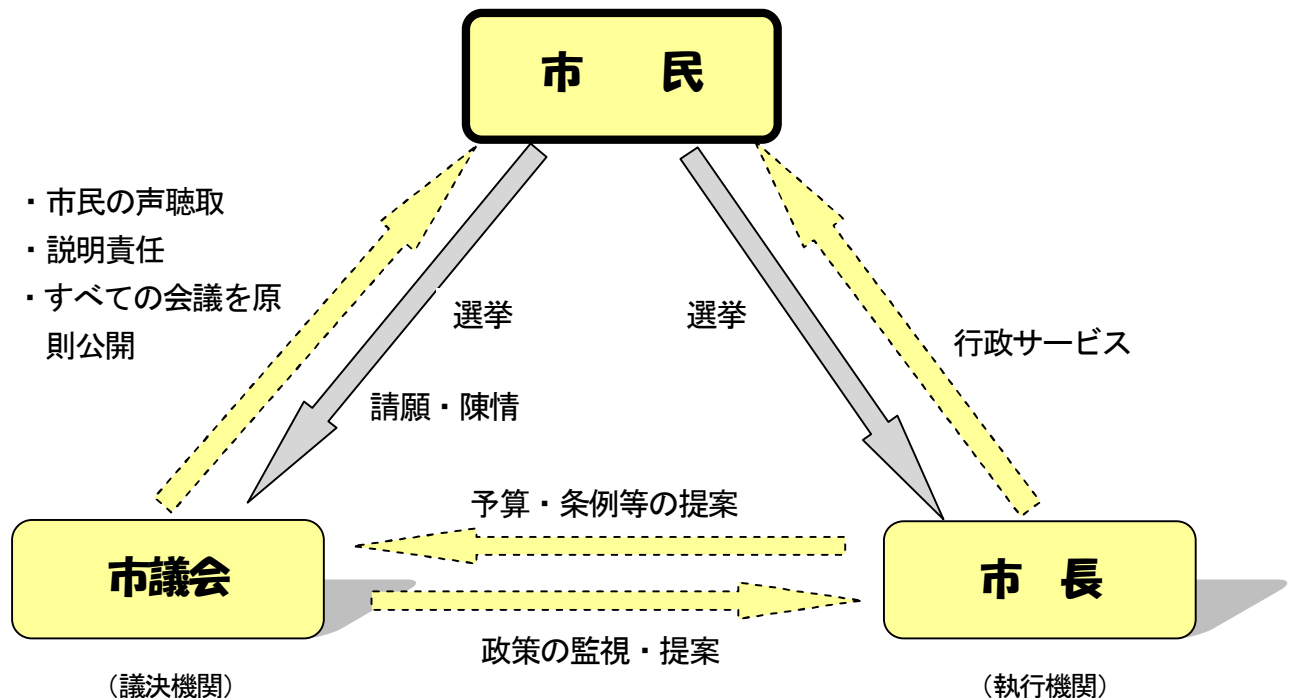 市 民
・市民の声聴取
・説明責任
・すべての会議を原
則公開
選挙
選挙
行政サービス
請願・陳情
予算・条例等の提案
市議会
市 長
政策の監視・提案
（議決機関）
（執行機関）